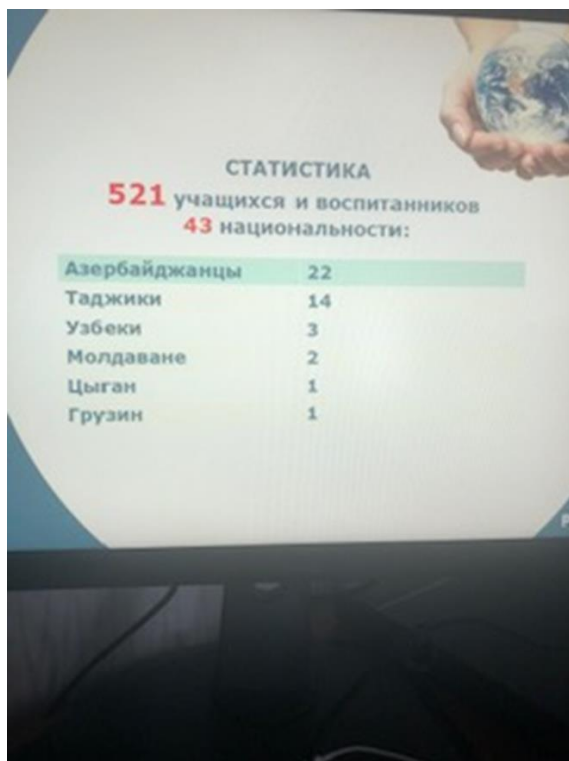 СТАТИСТИКА
521 учащихся и воспитанников
43 национальности:
Азербайджанцы 22
Таджики 14
Узбеки 3
Молдаване 2
Цыган 1
Грузин 1